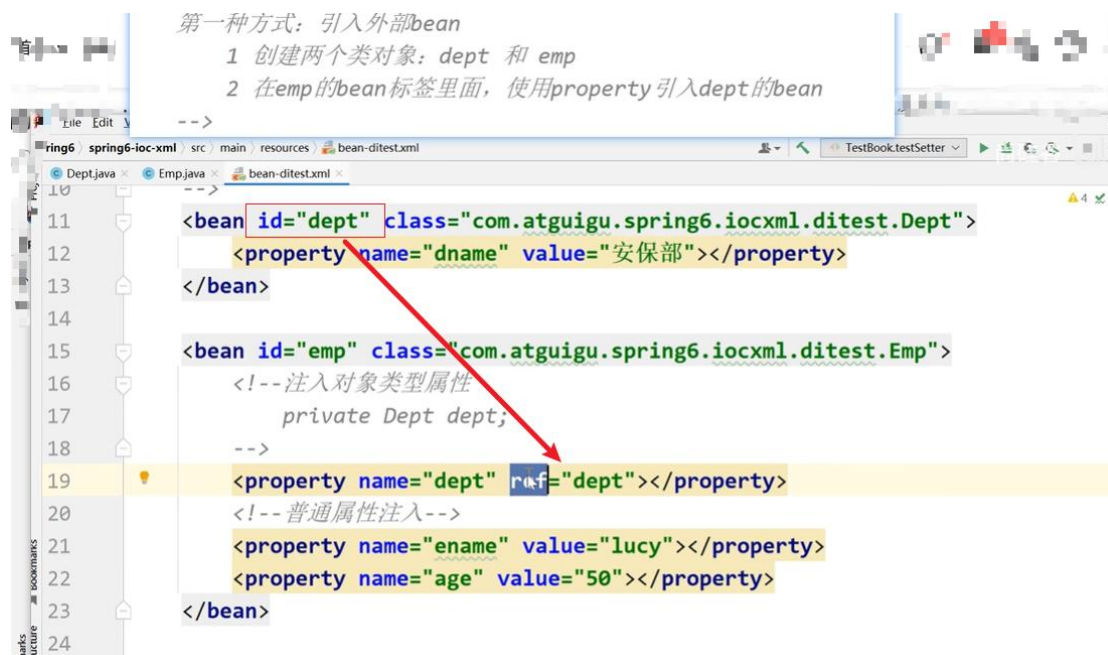 第一种方式：引入外部bean
1 创建两个类对象：dept 和 emp
2 在emp的bean标签里面，使用property引入dept的bean
-->
File Edit
ring6 spring6-ioc-xml src main resources bean-ditest.xml TestBook.testSetter
Dept.java Emp.java bean-ditest.xml
10 -->
4
11 <bean id="dept" class="com.atguigu.spring6.iocxml.ditest.Dept">
12 <property name="dname" value="安保部"></property>
13 </bean>
14
15 <bean id="emp" class="com.atguigu.spring6.iocxml.ditest.Emp">
16 <!--注入对象类型属性
17 private Dept dept;
18 -->
19 <property name="dept" ref="dept"></property>
20 <!--普通属性注入-->
21 <property name="ename" value="lucy"></property>
22 <property name="age" value="50"></property>
23 </bean>
24
Bookmarks